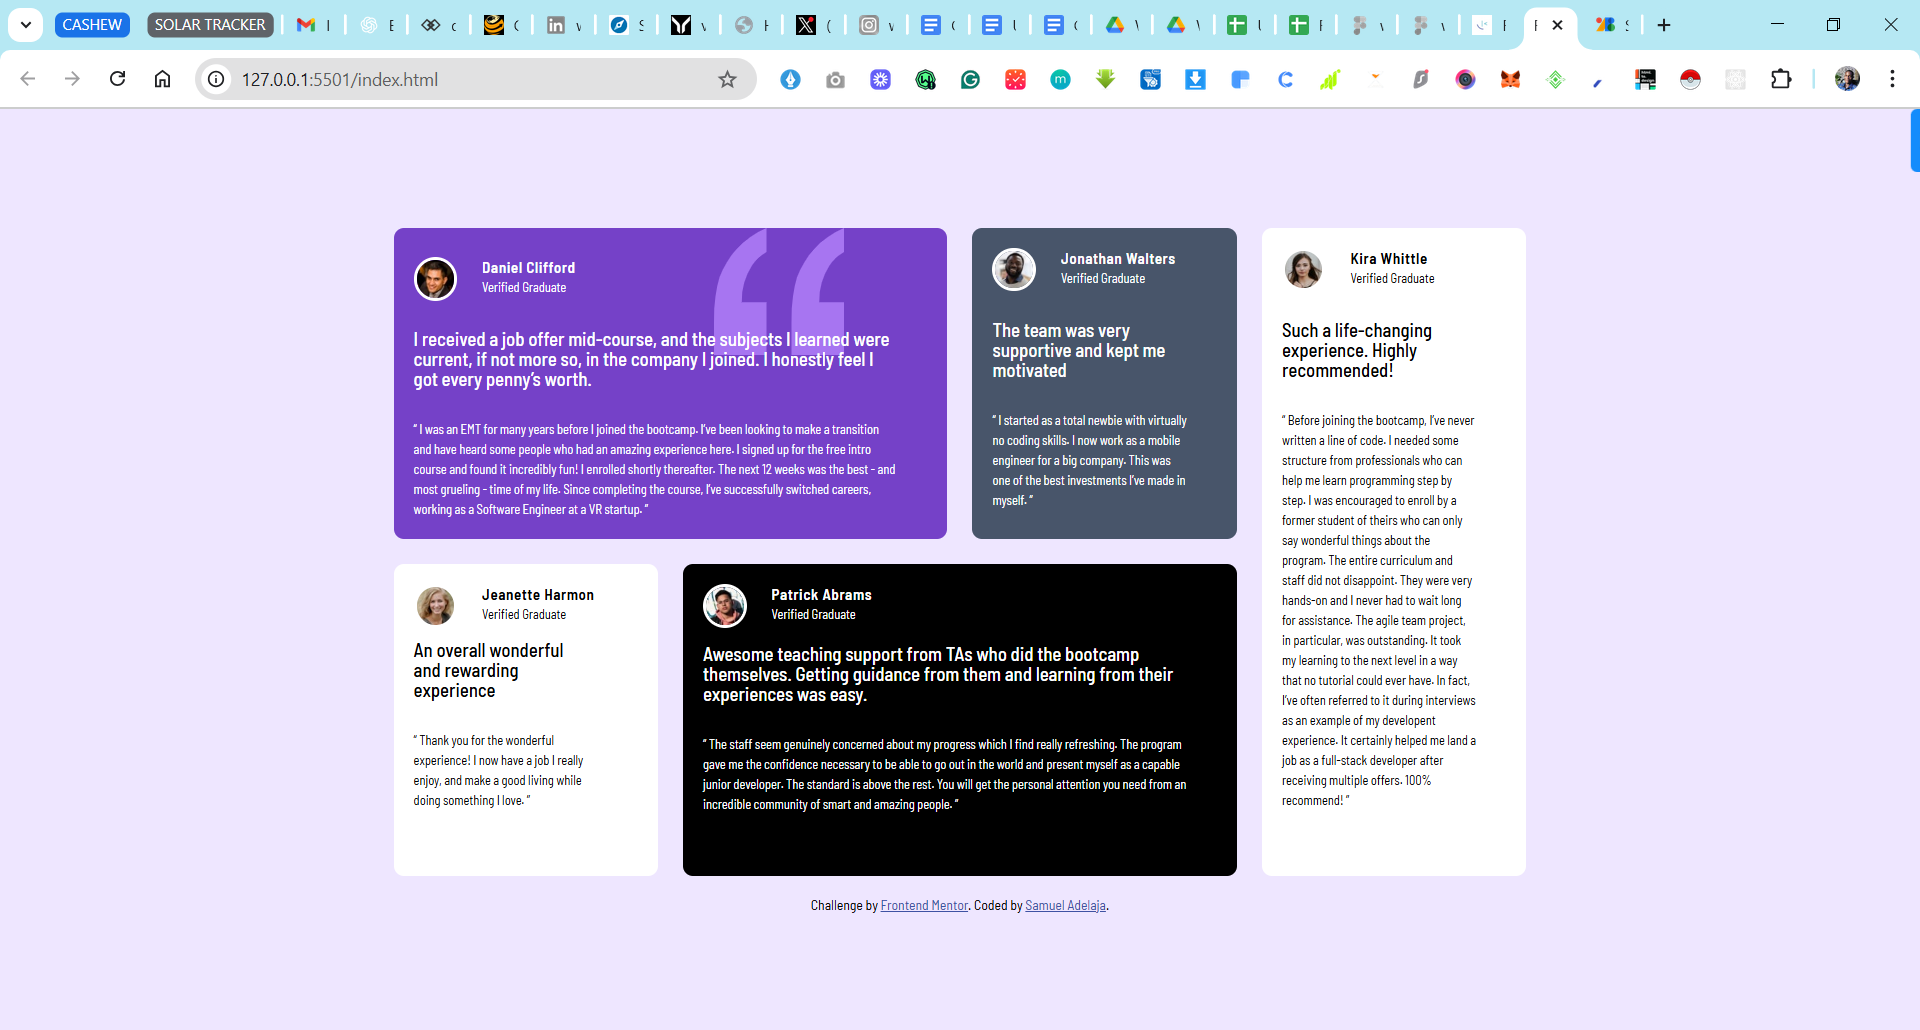 CASHEW
SOLAR TRACKER
127.0.0.1:5501/index.html
Daniel Clifford
Verified Graduate
I received a job offer mid-course, and the subjects I learned were
current, if not more so, in the company I joined. I honestly feel I
got every penny’s worth.
“ I was an EMT for many years before I joined the bootcamp. I’ve been looking to make a transition
and have heard some people who had an amazing experience here. I signed up for the free intro
course and found it incredibly fun! I enrolled shortly thereafter. The next 12 weeks was the best - and
most grueling - time of my life. Since completing the course, I’ve successfully switched careers,
working as a Software Engineer at a VR startup. ”
Jonathan Walters
Verified Graduate
The team was very
supportive and kept me
motivated
“ I started as a total newbie with virtually
no coding skills. I now work as a mobile
engineer for a big company. This was
one of the best investments I’ve made in
myself. ”
Kira Whittle
Verified Graduate
Such a life-changing
experience. Highly
recommended!
“ Before joining the bootcamp, I’ve never
written a line of code. I needed some
structure from professionals who can
help me learn programming step by
step. I was encouraged to enroll by a
former student of theirs who can only
say wonderful things about the
program. The entire curriculum and
staff did not disappoint. They were very
hands-on and I never had to wait long
for assistance. The agile team project,
in particular, was outstanding. It took
my learning to the next level in a way
that no tutorial could ever have. In fact,
I’ve often referred to it during interviews
as an example of my developent
experience. It certainly helped me land a
job as a full-stack developer after
receiving multiple offers. 100%
recommend! ”
Jeanette Harmon
Verified Graduate
An overall wonderful
and rewarding
experience
“ Thank you for the wonderful
experience! I now have a job I really
enjoy, and make a good living while
doing something I love. ”
Patrick Abrams
Verified Graduate
Awesome teaching support from TAs who did the bootcamp
themselves. Getting guidance from them and learning from their
experiences was easy.
“ The staff seem genuinely concerned about my progress which I find really refreshing. The program
gave me the confidence necessary to be able to go out in the world and present myself as a capable
junior developer. The standard is above the rest. You will get the personal attention you need from an
incredible community of smart and amazing people. ”
Challenge by Frontend Mentor. Coded by Samuel Adelaja.